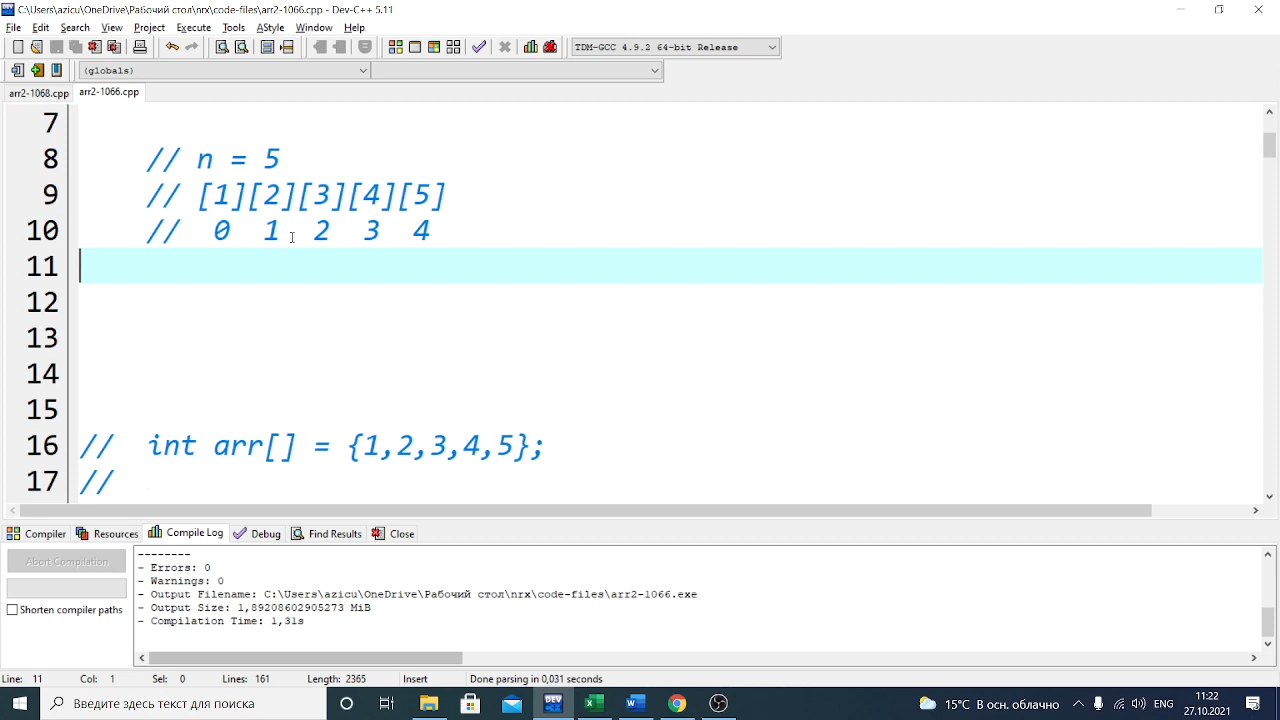 C:\Users\azicu\OneDrive\Рабочий стол\nrx\code-files\arr2-1066.cpp - Dev-C++ 5.11
File Edit Search View Project Execute Tools AStyle Window Help
TDM-GCC 4.9.2 64-bit Release
(globals)
arr2-1068.cpp arr2-1066.cpp
7
8 // n = 5
9 // [1][2][3][4][5]
10 // 0 1 2 3 4
11
12
13
14
15
16 // int arr[] = {1,2,3,4,5};
17 //
Compiler Resources Compile Log Debug Find Results Close
Abort Compilation
Shorten compiler paths
--------
- Errors: 0
- Warnings: 0
- Output Filename: C:\Users\azicu\OneDrive\Рабочий стол\nrx\code-files\arr2-1066.exe
- Output Size: 1,89208602905273 MiB
- Compilation Time: 1,31s
Line: 11 Col: 1 Sel: 0 Lines: 161 Length: 2365 Insert Done parsing in 0,031 seconds
Введите здесь текст для поиска
DEV
15°C В осн. облачно
ENG
11:22
27.10.2021